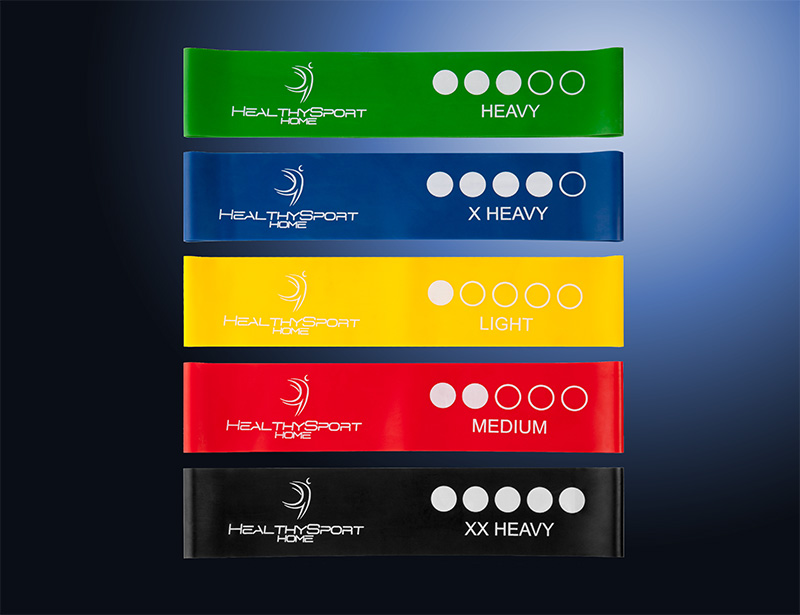 HEALTHYSPORT
HOME
HEAVY
HEALTHYSPORT
HOME
X HEAVY
HEALTHYSPORT
HOME
LIGHT
HEALTHYSPORT
HOME
MEDIUM
HEALTHYSPORT
HOME
XX HEAVY